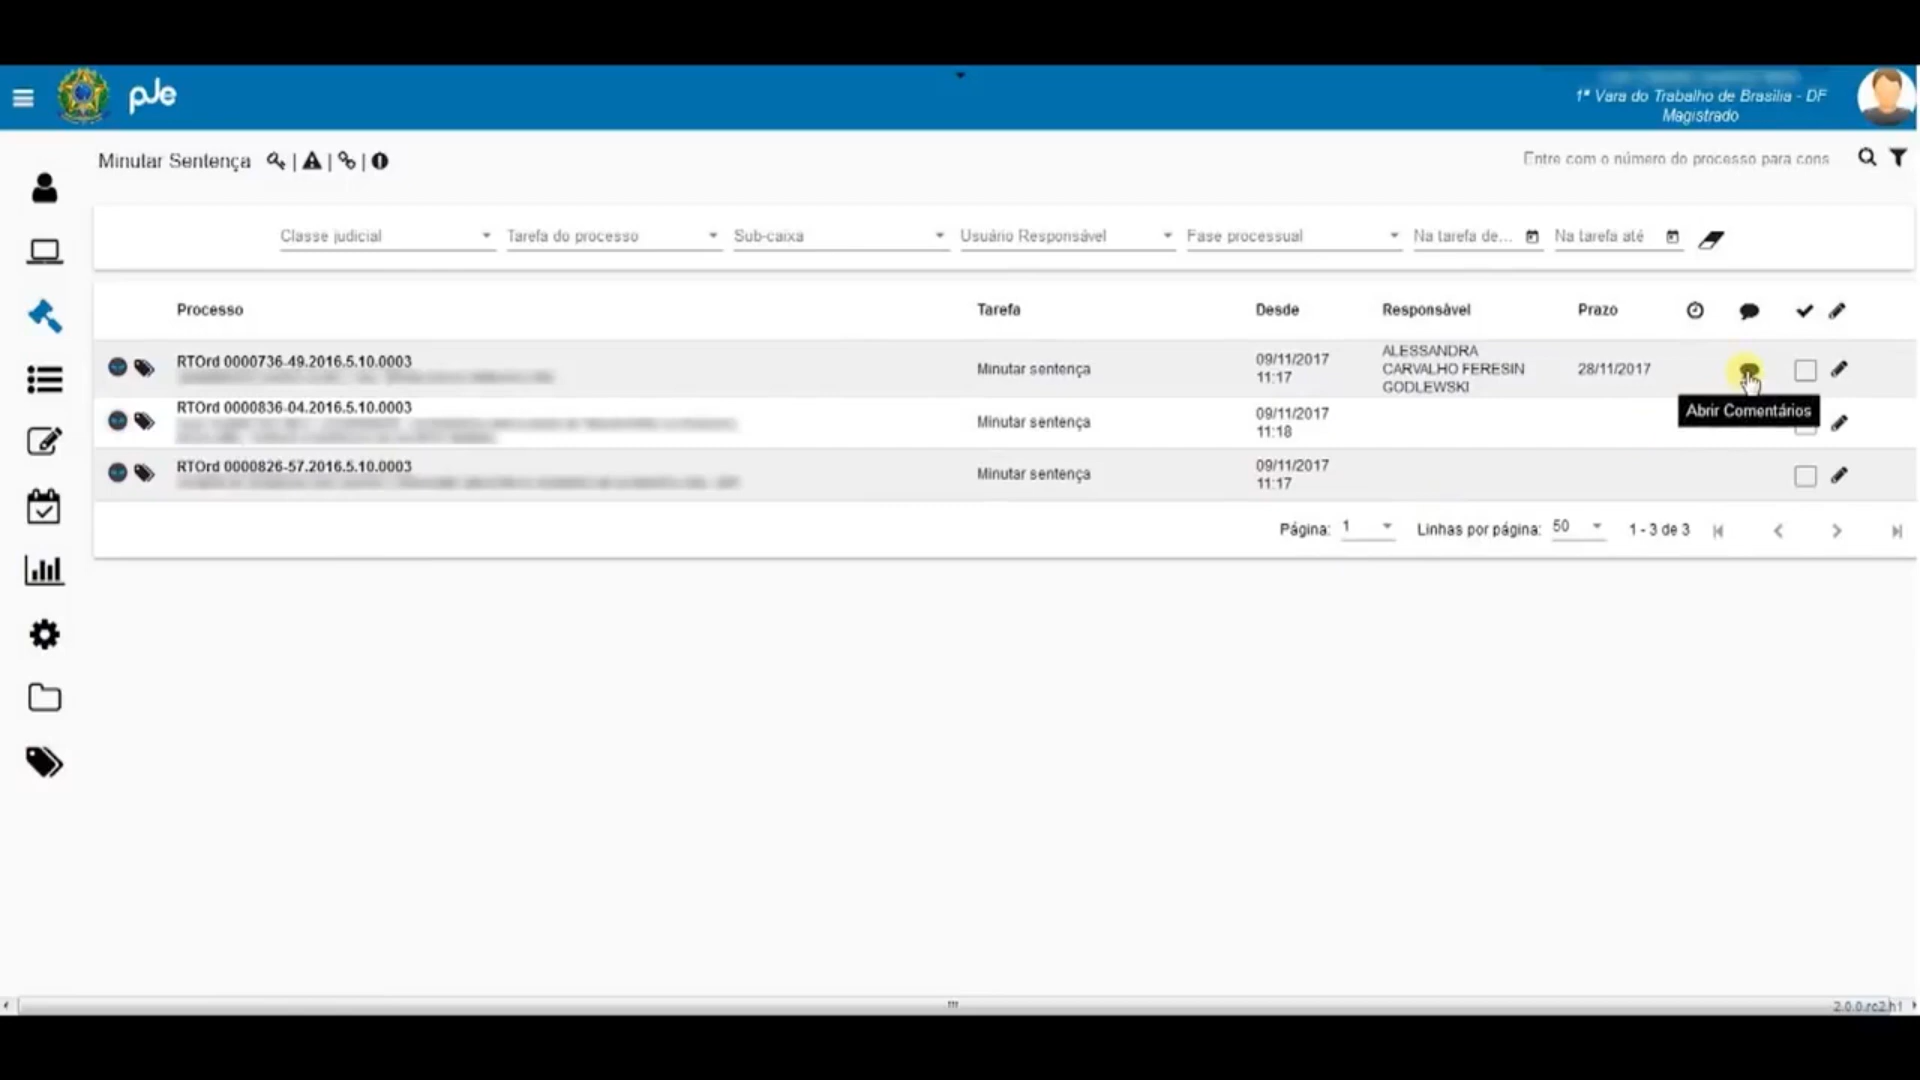 pJe
1ª Vara do Trabalho de Brasília - DF
Magistrado
Minutar Sentença
Entre com o número do processo para cons
Classe judicial
Tarefa do processo
Sub-caixa
Usuário Responsável
Fase processual
Na tarefa de...
Na tarefa até
Processo
Tarefa
Desde
Responsável
Prazo
RTOrd 0000736-49.2016.5.10.0003
Minutar sentença
09/11/2017
11:17
ALESSANDRA
CARVALHO FERESIN
GODLEWSKI
28/11/2017
Abrir Comentários
RTOrd 0000836-04.2016.5.10.0003
Minutar sentença
09/11/2017
11:18
RTOrd 0000826-57.2016.5.10.0003
Minutar sentença
09/11/2017
11:17
Página: 1
Linhas por página: 50
1 - 3 de 3
2.0.0.rc2.h1